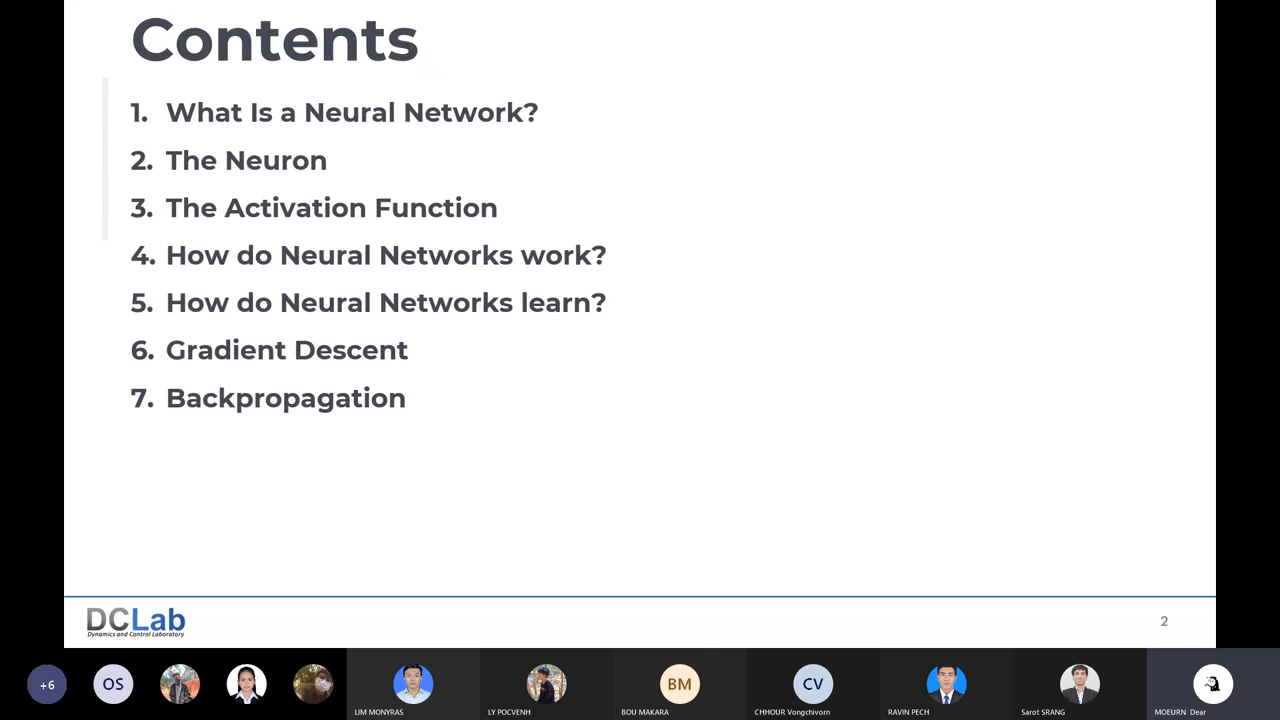 Contents
1. What Is a Neural Network?
2. The Neuron
3. The Activation Function
4. How do Neural Networks work?
5. How do Neural Networks learn?
6. Gradient Descent
7. Backpropagation
DCLab
Dynamics and Control Laboratory
2
+6
OS
BM
CV
LIM MONYRAS
LY POCVENH
BOU MAKARA
CHHOUR Vongchivorn
RAVIN PECH
Sarot SRANG
MOEURN Dear